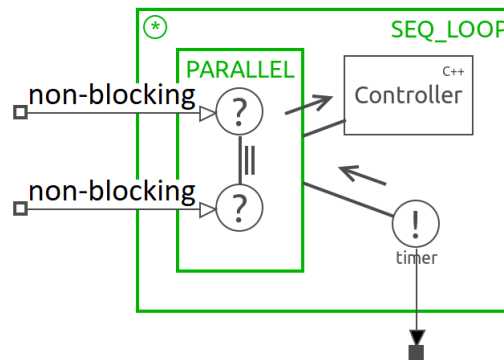 * SEQ_LOOP
PARALLEL
C++
Controller
non-blocking
?
||
non-blocking
?
!
timer